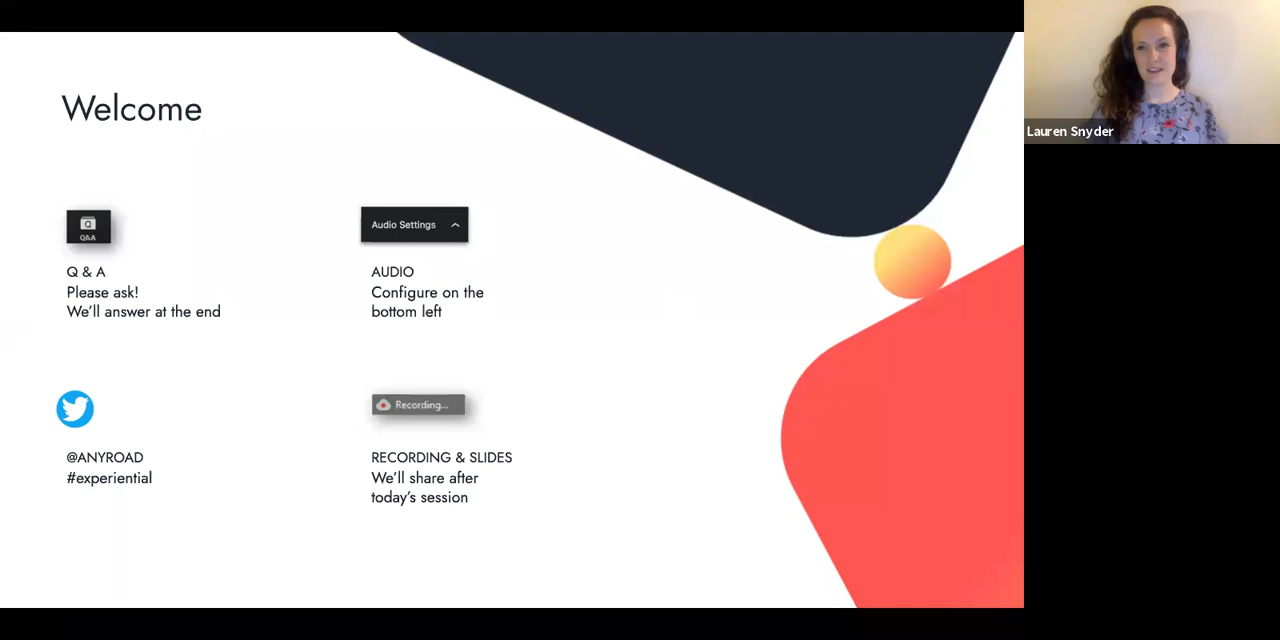 Welcome
Q
Q&A
Audio Settings
Q & A
Please ask!
We'll answer at the end
AUDIO
Configure on the
bottom left
Recording...
@ANYROAD
#experiential
RECORDING & SLIDES
We'll share after
today's session
Lauren Snyder